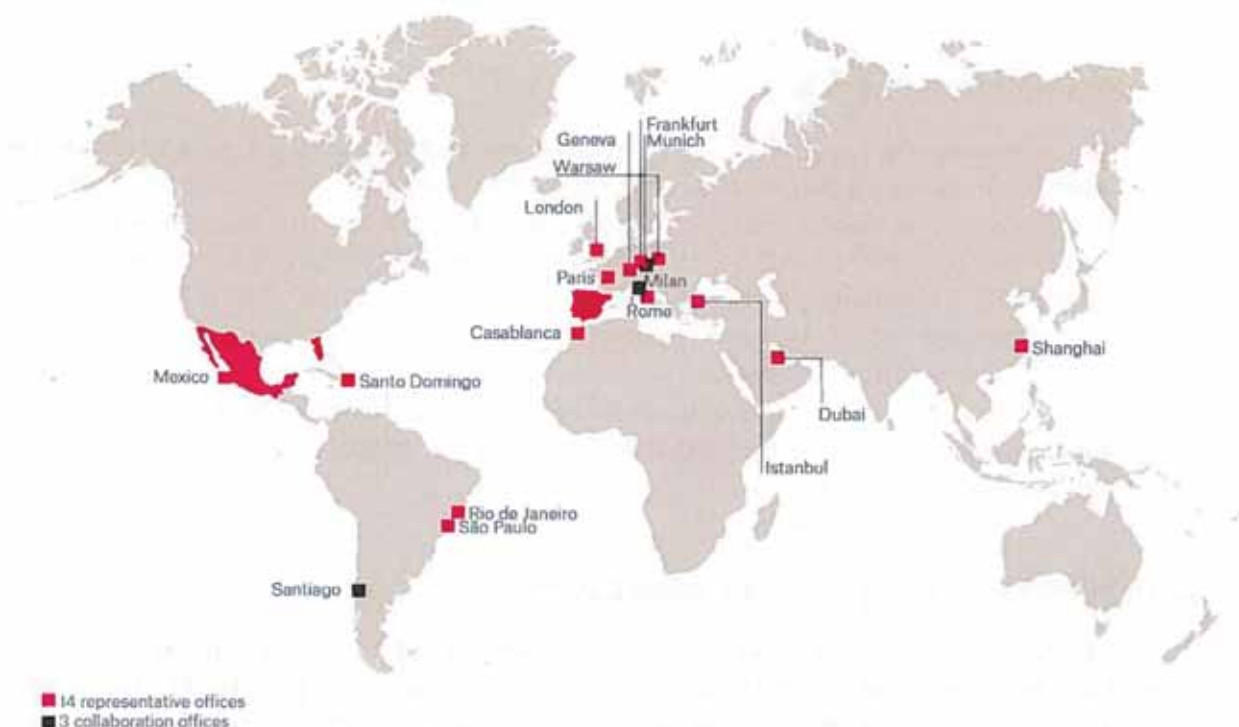 Frankfurt
Geneva
Munich
Warsaw
London
Paris
Milan
Rome
Casablanca
Shanghai
Mexico
Santo Domingo
Dubai
Istanbul
Rio de Janeiro
São Paulo
Santiago
14 representative offices
3 collaboration offices